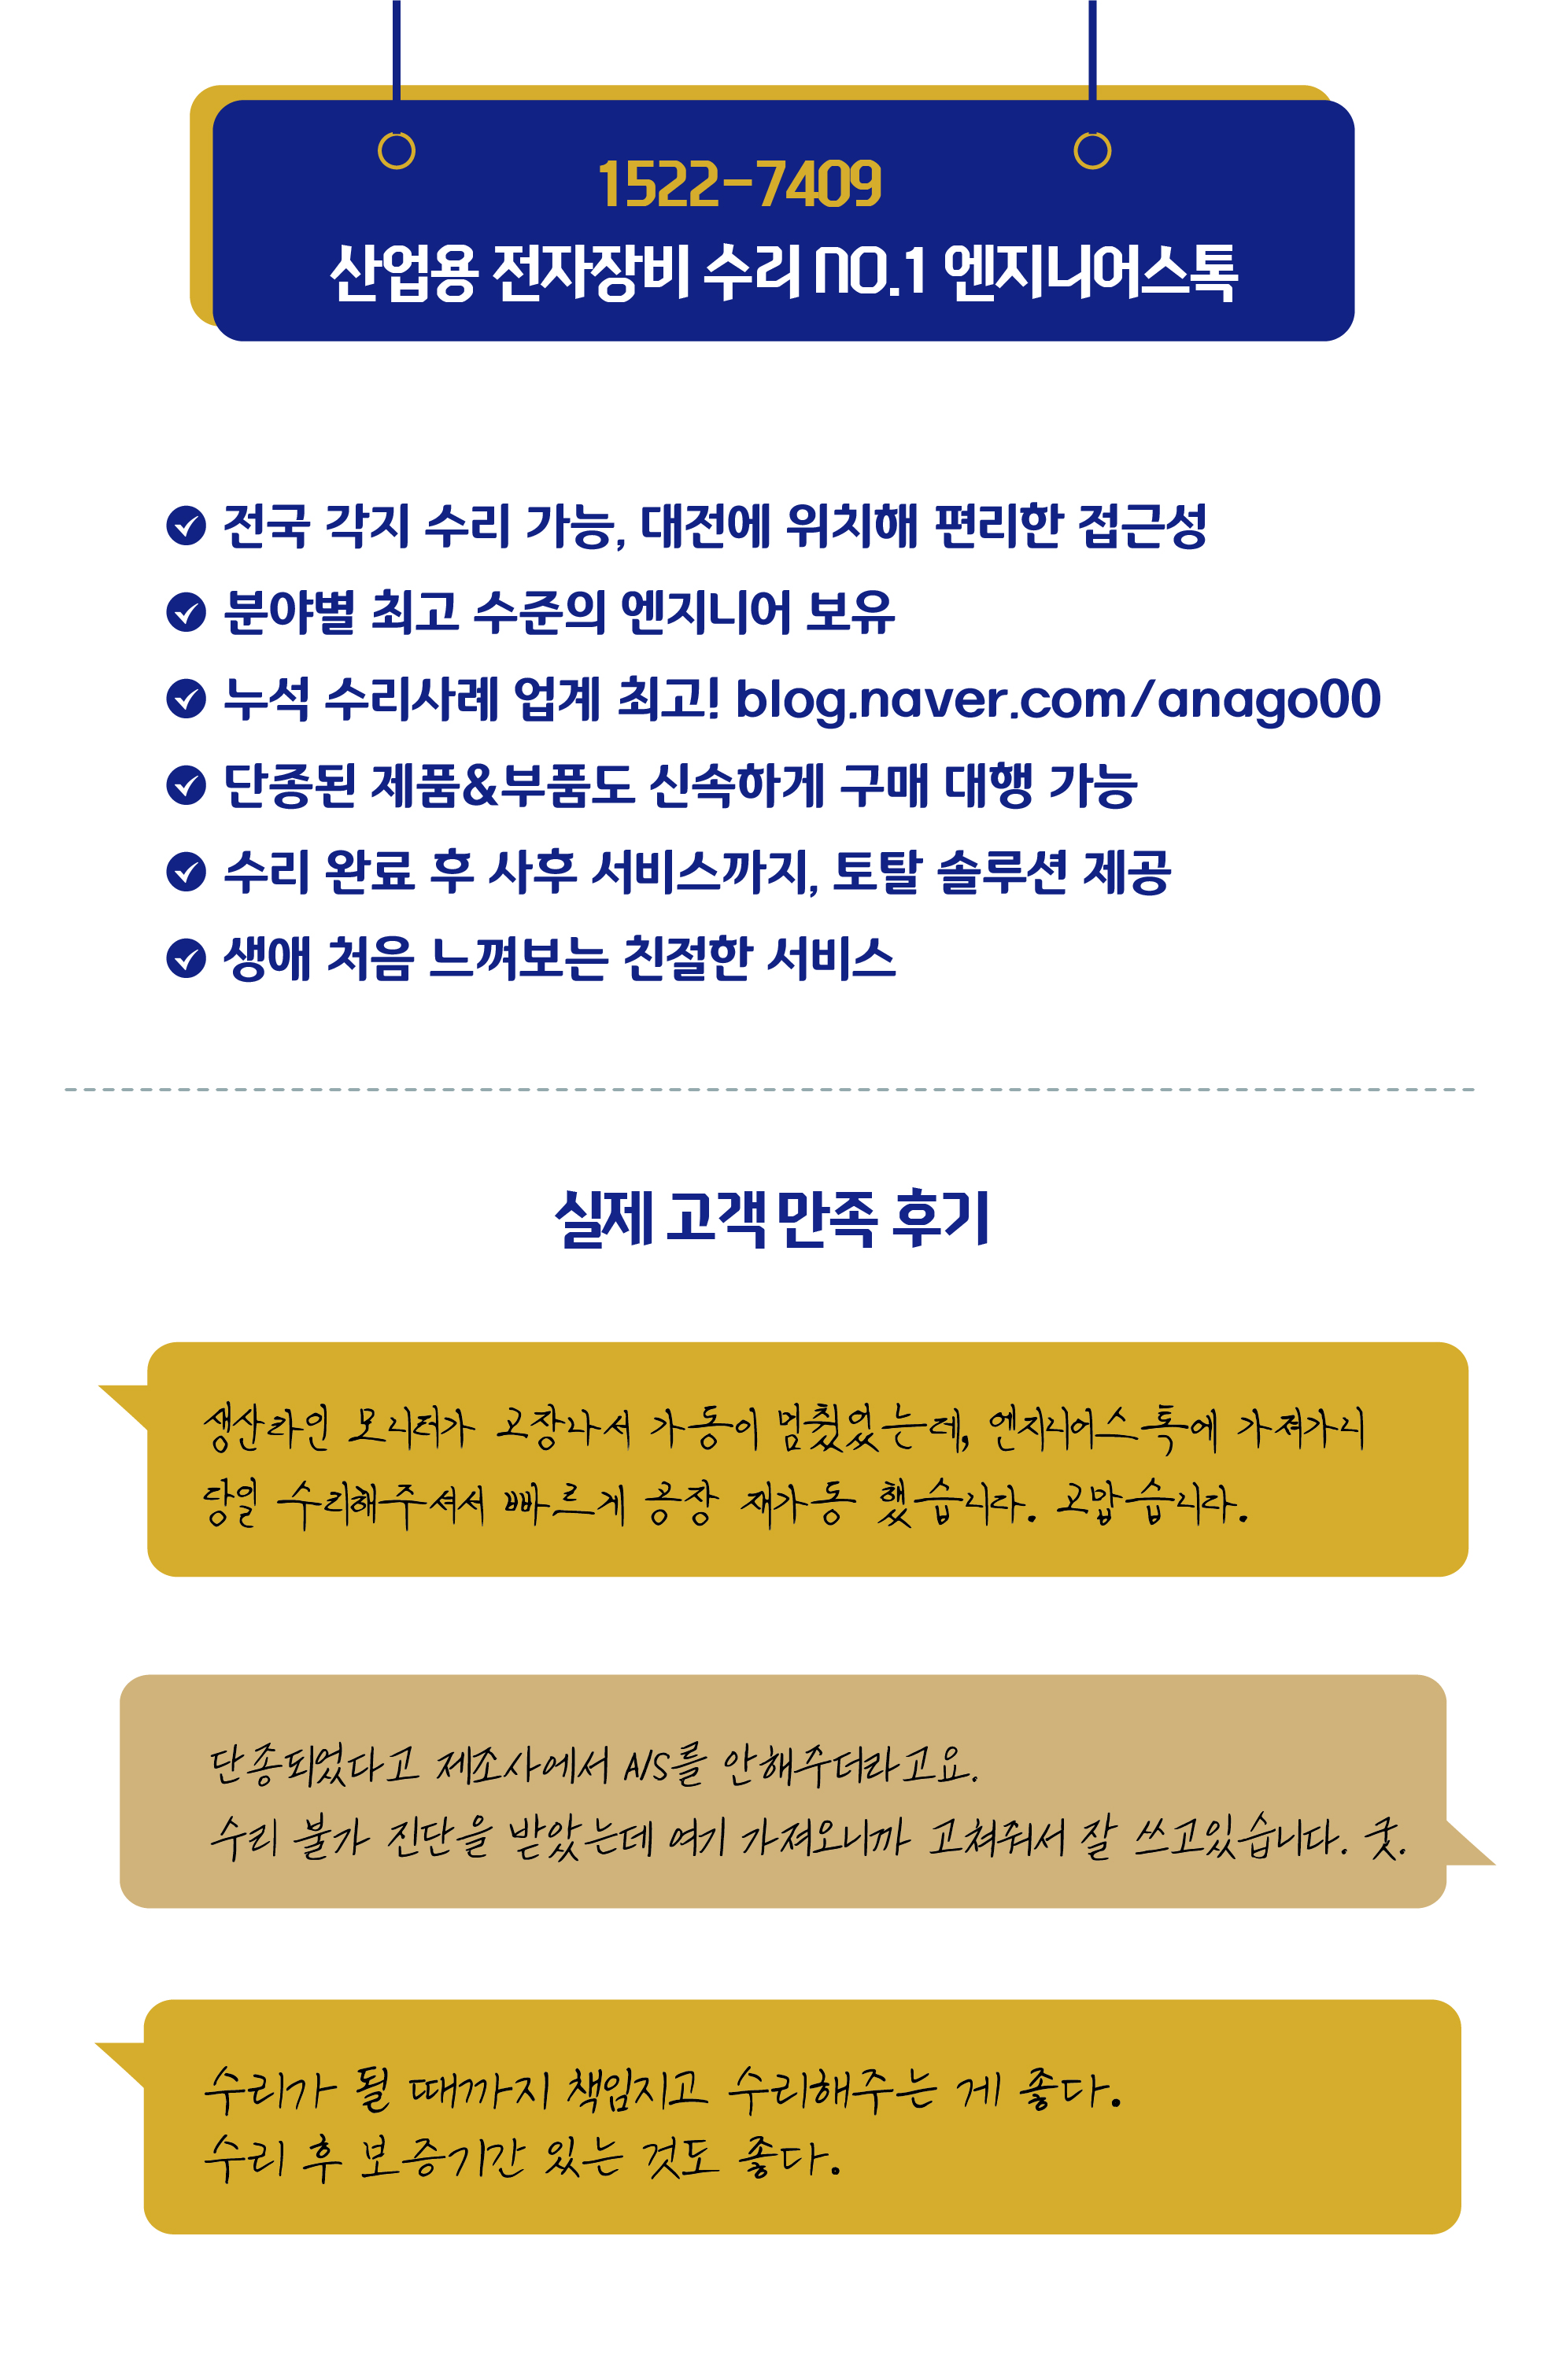 1522-7409
산업용 전자장비 수리 NO.1 엔지니어스톡
전국 각지 수리 가능, 대전에 위치해 편리한 접근성
분야별 최고 수준의 엔지니어 보유
누석 수리사례 업계 최고! blog.naver.com/anago00
단종된 제품&부품도 신속하게 구매 대행 가능
수리 완료 후 사후 서비스까지, 토탈 솔루션 제공
생애 처음 느껴보는 친절한 서비스
실제 고객 만족 후기
생산라인 모니터가 고장나서 가동이 멈췄었는데, 엔지니어스톡에 가져가니
당일 수리해주셔서 빠르게 공장 재가동 했습니다. 고맙습니다.
단종되었다고 제조사에서 A/S를 안해주더라고요.
수리 불가 진단을 받았는데 여기 가져오니까 고쳐줘서 잘 쓰고있습니다. 굿.
수리가 될 때까지 책임지고 수리해주는 게 좋다.
수리 후 보증기간 있는 것도 좋다.